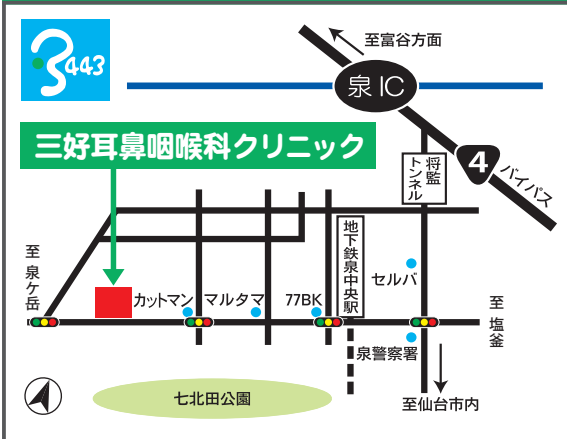 443
至富谷方面
泉IC
三好耳鼻咽喉科クリニック
4
バイパス
将監
トンネル
至泉ケ岳
地下鉄泉中央駅
セルバ
カットマン
マルタマ
77BK
至塩釜
泉警察署
七北田公園
至仙台市内